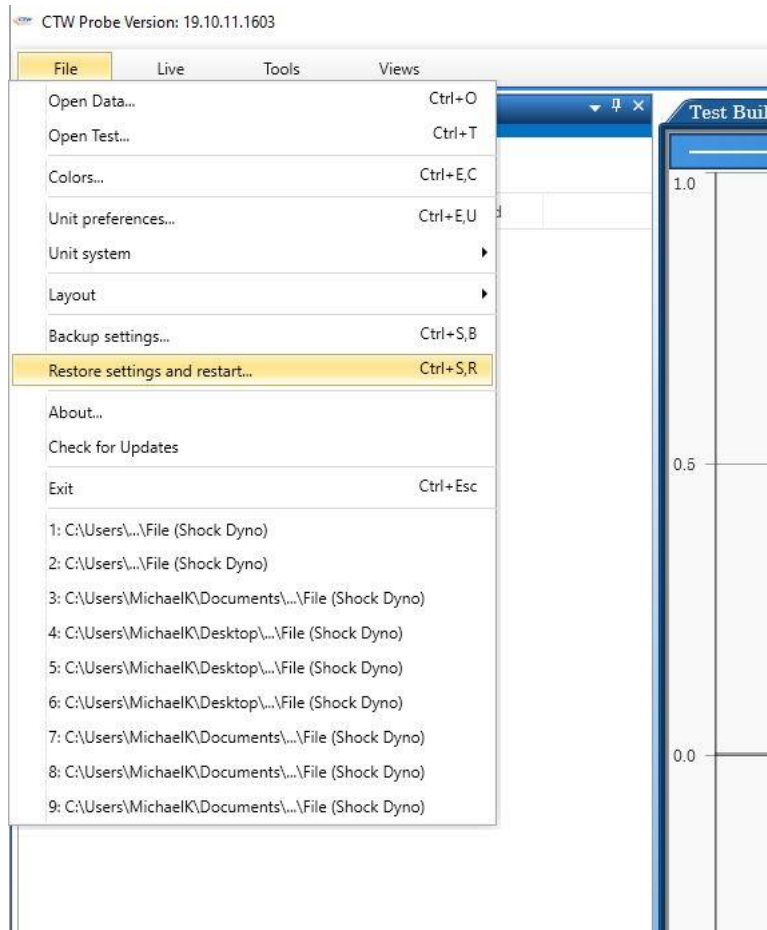 CTW Probe Version: 19.10.11.1603
File Live Tools Views
Open Data... Ctrl+O
Open Test... Ctrl+T
Colors... Ctrl+E,C
Unit preferences... Ctrl+E,U
Unit system
Layout
Backup settings... Ctrl+S,B
Restore settings and restart... Ctrl+S,R
About...
Check for Updates
Exit Ctrl+Esc
1: C:\Users\...\File (Shock Dyno)
2: C:\Users\...\File (Shock Dyno)
3: C:\Users\MichaelK\Documents\...\File (Shock Dyno)
4: C:\Users\MichaelK\Desktop\...\File (Shock Dyno)
5: C:\Users\MichaelK\Desktop\...\File (Shock Dyno)
6: C:\Users\MichaelK\Desktop\...\File (Shock Dyno)
7: C:\Users\MichaelK\Documents\...\File (Shock Dyno)
8: C:\Users\MichaelK\Documents\...\File (Shock Dyno)
9: C:\Users\MichaelK\Documents\...\File (Shock Dyno)
Test Buil
1.0
0.5
0.0